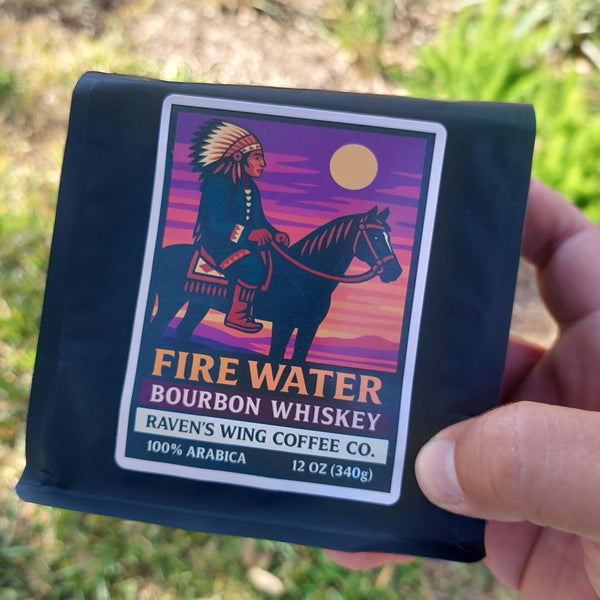 FIRE WATER
BOURBON WHISKEY
RAVEN'S WING COFFEE CO.
100% ARABICA 12 OZ (340g)